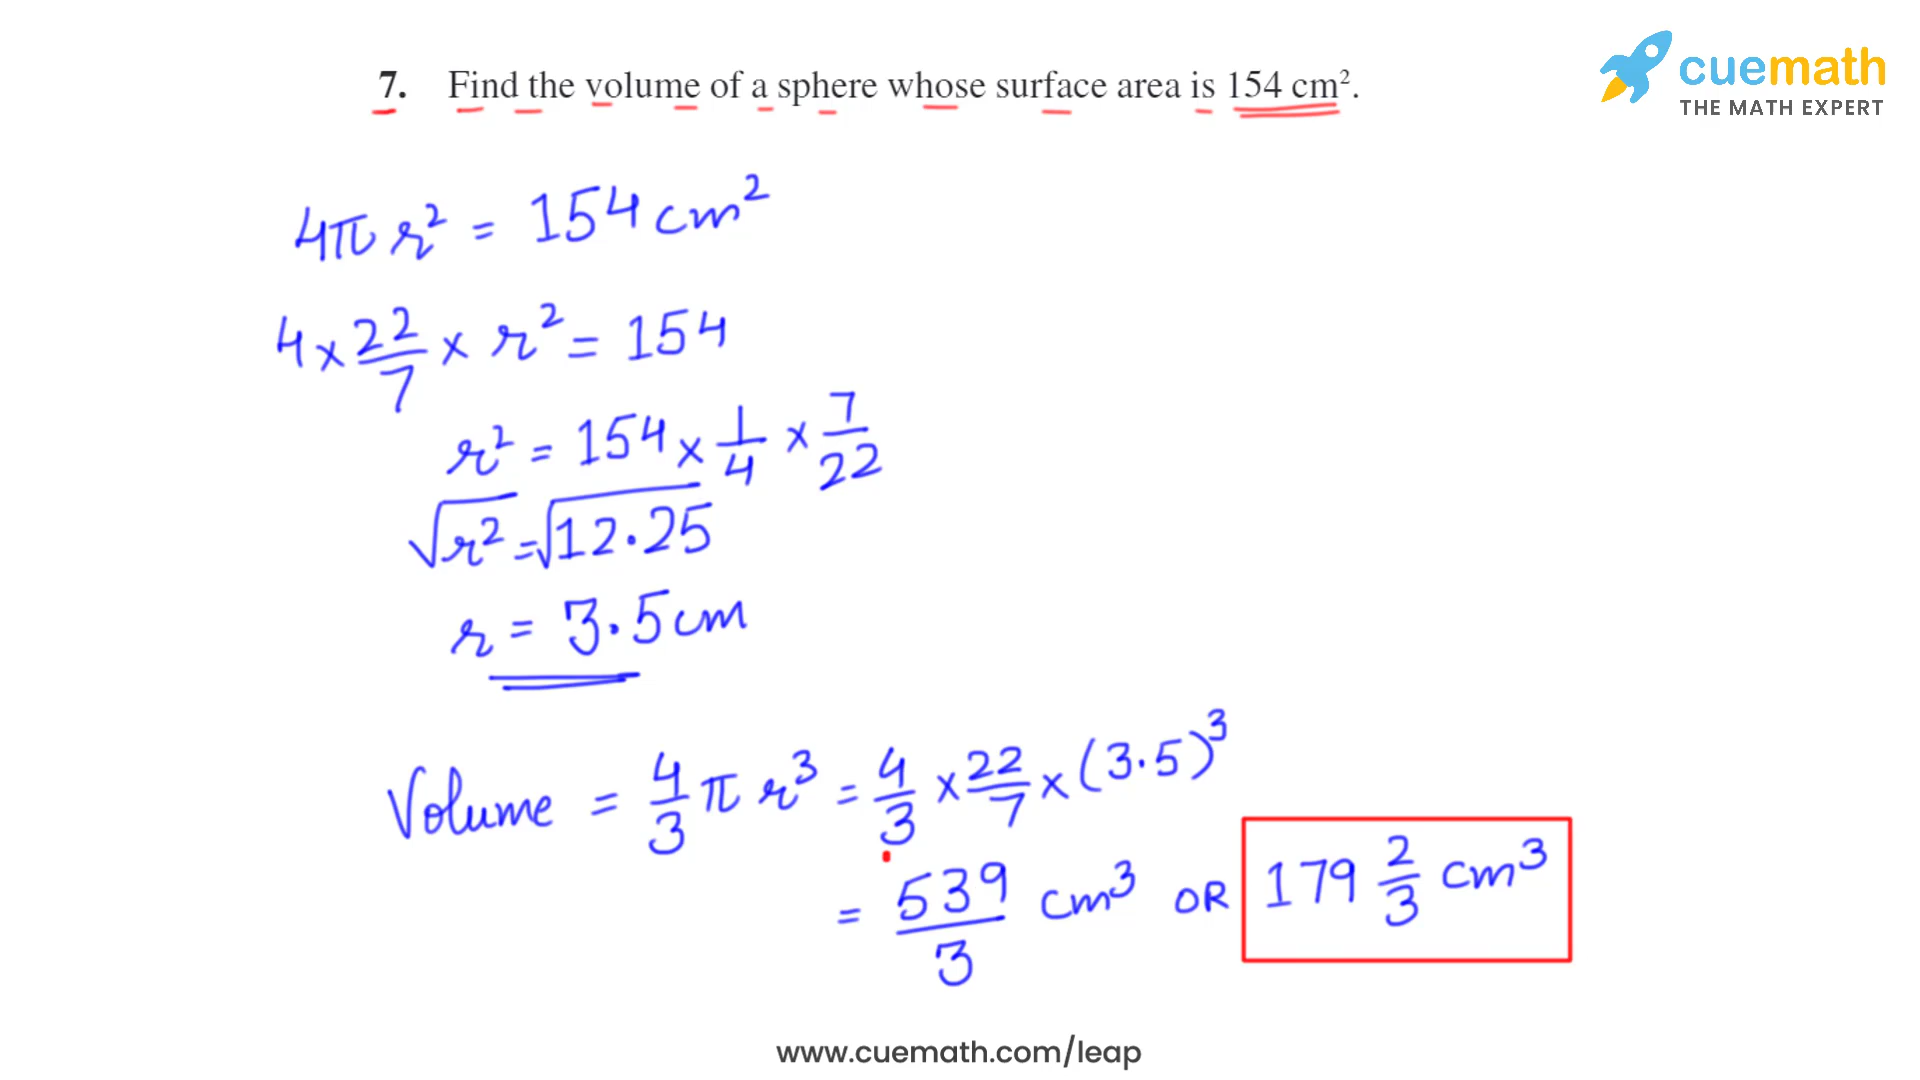 7. Find the volume of a sphere whose surface area is 154 cm².
cuemath
THE MATH EXPERT
4π r² = 154 cm²
4 × 22/7 × r² = 154
r² = 154 × 1/4 × 7/22
√r² = √12.25
r = 3.5 cm
Volume = 4/3 π r³ = 4/3 × 22/7 × (3.5)³
= 539/3 cm³ OR 179 2/3 cm³
www.cuemath.com/leap